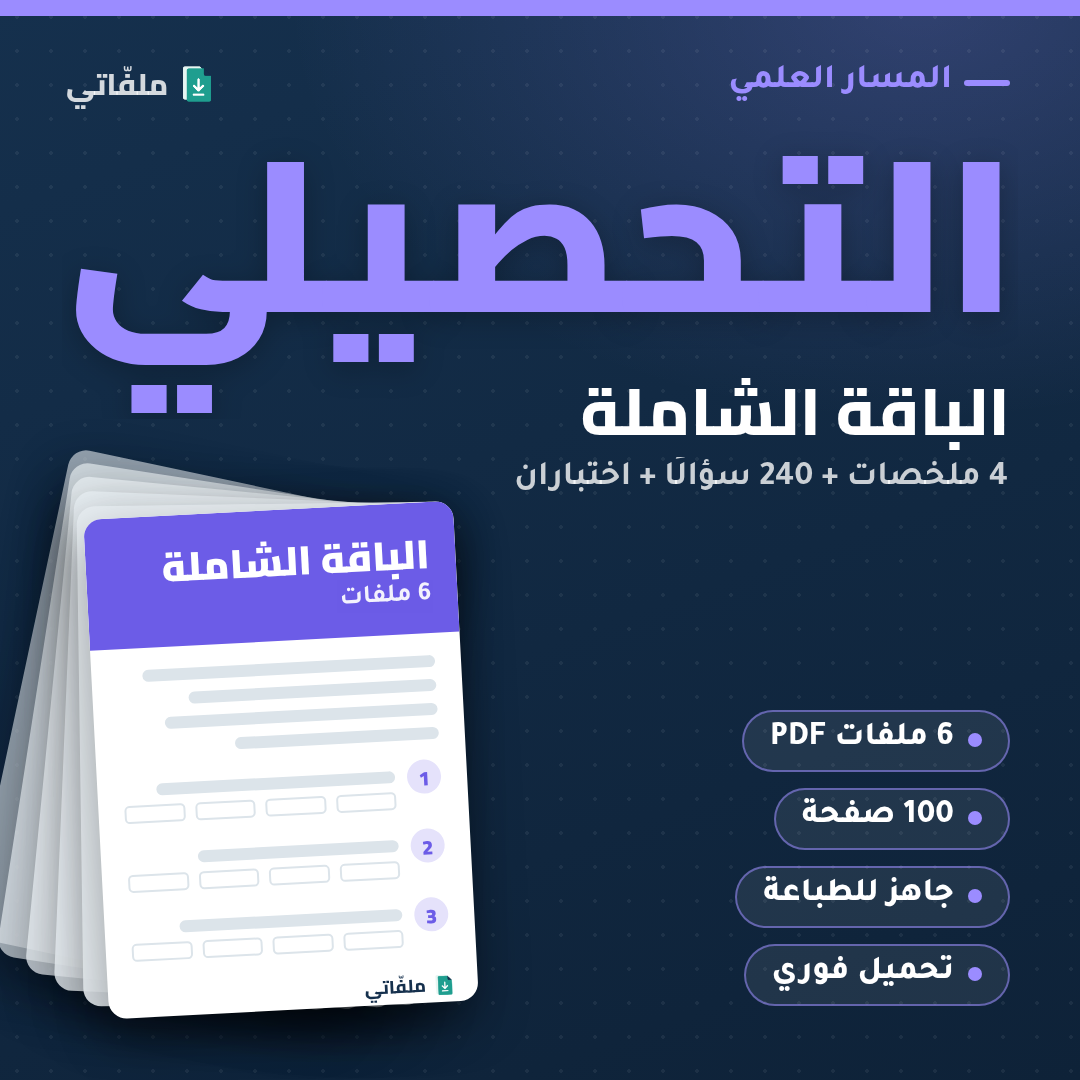 المسار العلمي
ملفّاتي
التحصيلي
الباقة الشاملة
4 ملخصات + 240 سؤالًا + اختباران
الباقة الشاملة
6 ملفات
1
2
3
ملفّاتي
6 ملفات PDF
100 صفحة
جاهز للطباعة
تحميل فوري